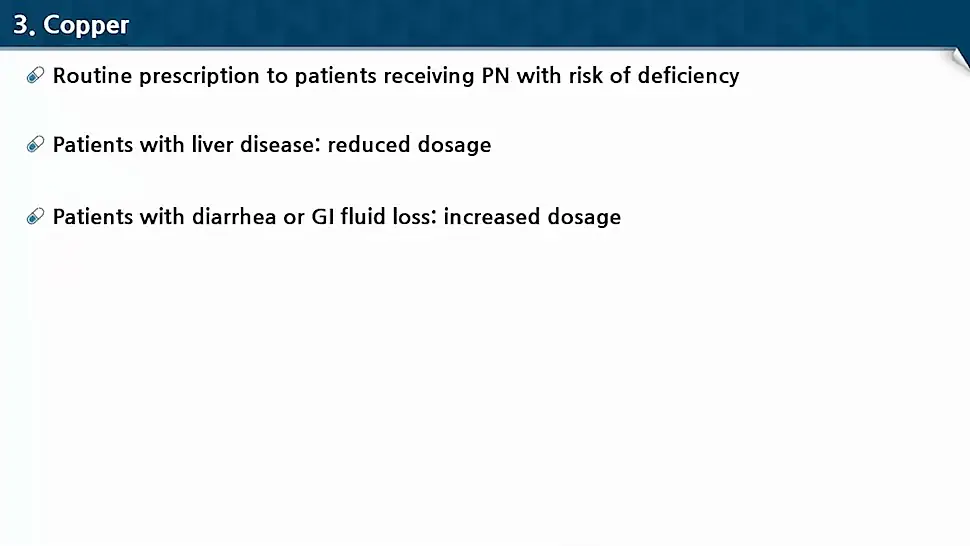 3. Copper
Routine prescription to patients receiving PN with risk of deficiency
Patients with liver disease: reduced dosage
Patients with diarrhea or GI fluid loss: increased dosage